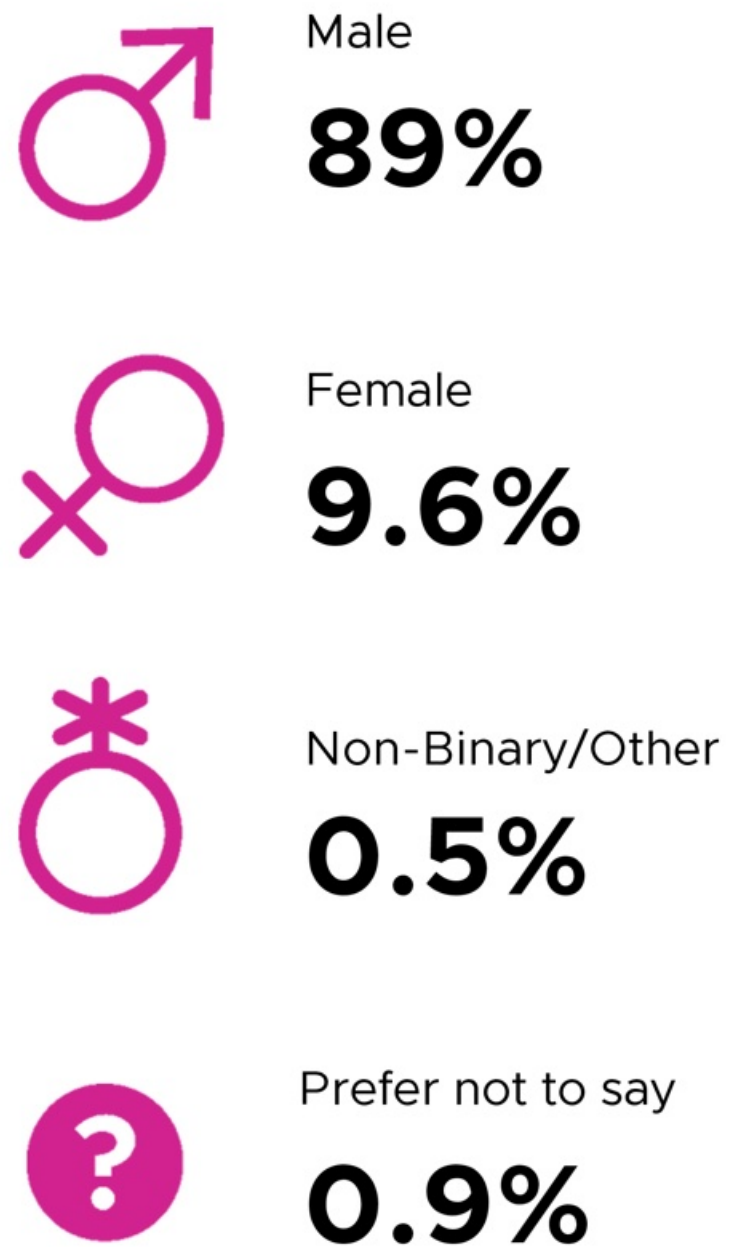 Male
89%
Female
9.6%
Non-Binary/Other
0.5%
Prefer not to say
?
0.9%